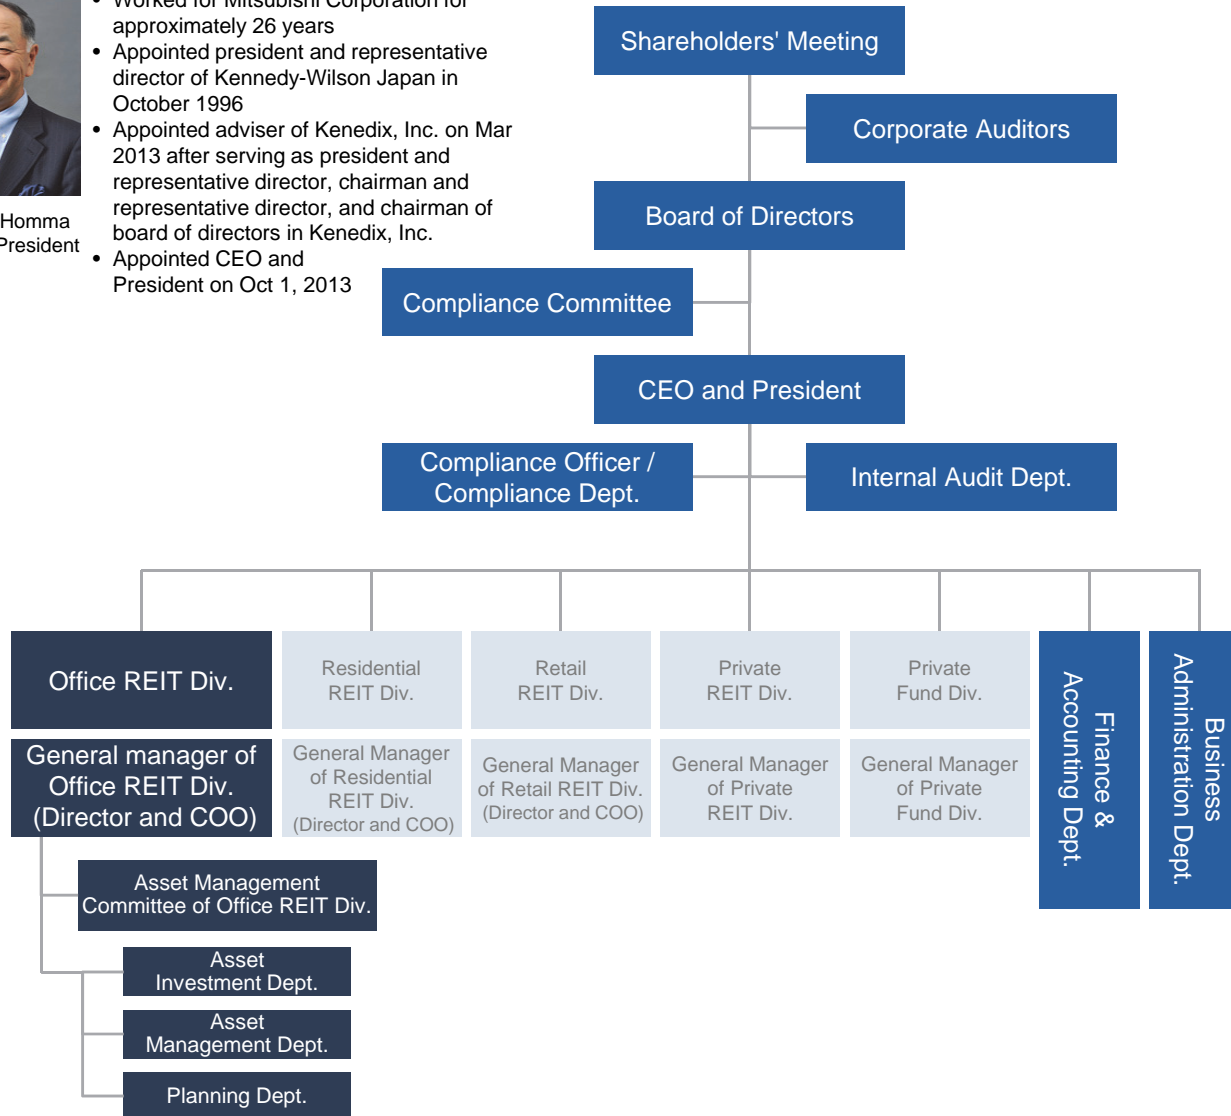 • Worked for Mitsubishi Corporation for
approximately 26 years
• Appointed president and representative
director of Kennedy-Wilson Japan in
October 1996
• Appointed adviser of Kenedix, Inc. on Mar
2013 after serving as president and
representative director, chairman and
representative director, and chairman of
board of directors in Kenedix, Inc.
• Appointed CEO and
President on Oct 1, 2013
Homma
President
Shareholders' Meeting
Corporate Auditors
Board of Directors
Compliance Committee
CEO and President
Compliance Officer /
Compliance Dept.
Internal Audit Dept.
Office REIT Div.
Residential
REIT Div.
Retail
REIT Div.
Private
REIT Div.
Private
Fund Div.
General manager of
Office REIT Div.
(Director and COO)
General Manager
of Residential
REIT Div.
(Director and COO)
General Manager
of Retail REIT Div.
(Director and COO)
General Manager
of Private
REIT Div.
General Manager
of Private
Fund Div.
Finance &
Accounting Dept.
Business
Administration Dept.
Asset Management
Committee of Office REIT Div.
Asset
Investment Dept.
Asset
Management Dept.
Planning Dept.